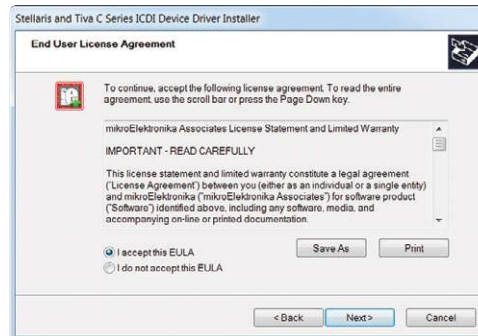 Stellaris and Tiva C Series ICDI Device Driver Installer
End User License Agreement
To continue, accept the following license agreement. To read the entire
agreement, use the scroll bar or press the Page Down key.
mikroElektronika Associates License Statement and Limited Warranty
IMPORTANT - READ CAREFULLY
This license statement and limited warranty constitute a legal agreement
("License Agreement") between you (either as an individual or a single entity)
and mikroElektronika ("mikroElektronika Associates") for software product
("Software") identified above, including any software, media, and
accompanying on-line or printed documentation.
I accept this EULA
I do not accept this EULA
Save As
Print
< Back
Next >
Cancel